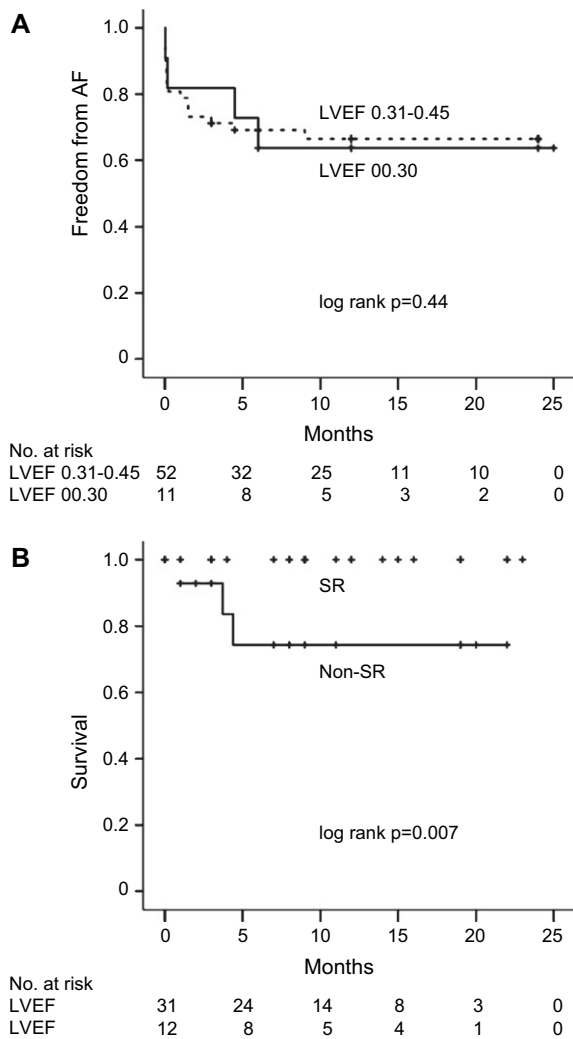 A
1.0
0.8
0.6
0.4
0.2
0
Freedom from AF
LVEF 0.31-0.45
LVEF 00.30
log rank p=0.44
0 5 10 15 20 25
Months
No. at risk
LVEF 0.31-0.45 52 32 25 11 10 0
LVEF 00.30 11 8 5 3 2 0
B
1.0
0.8
0.6
0.4
0.2
0
Survival
SR
Non-SR
log rank p=0.007
0 5 10 15 20 25
Months
No. at risk
LVEF 31 24 14 8 3 0
LVEF 12 8 5 4 1 0